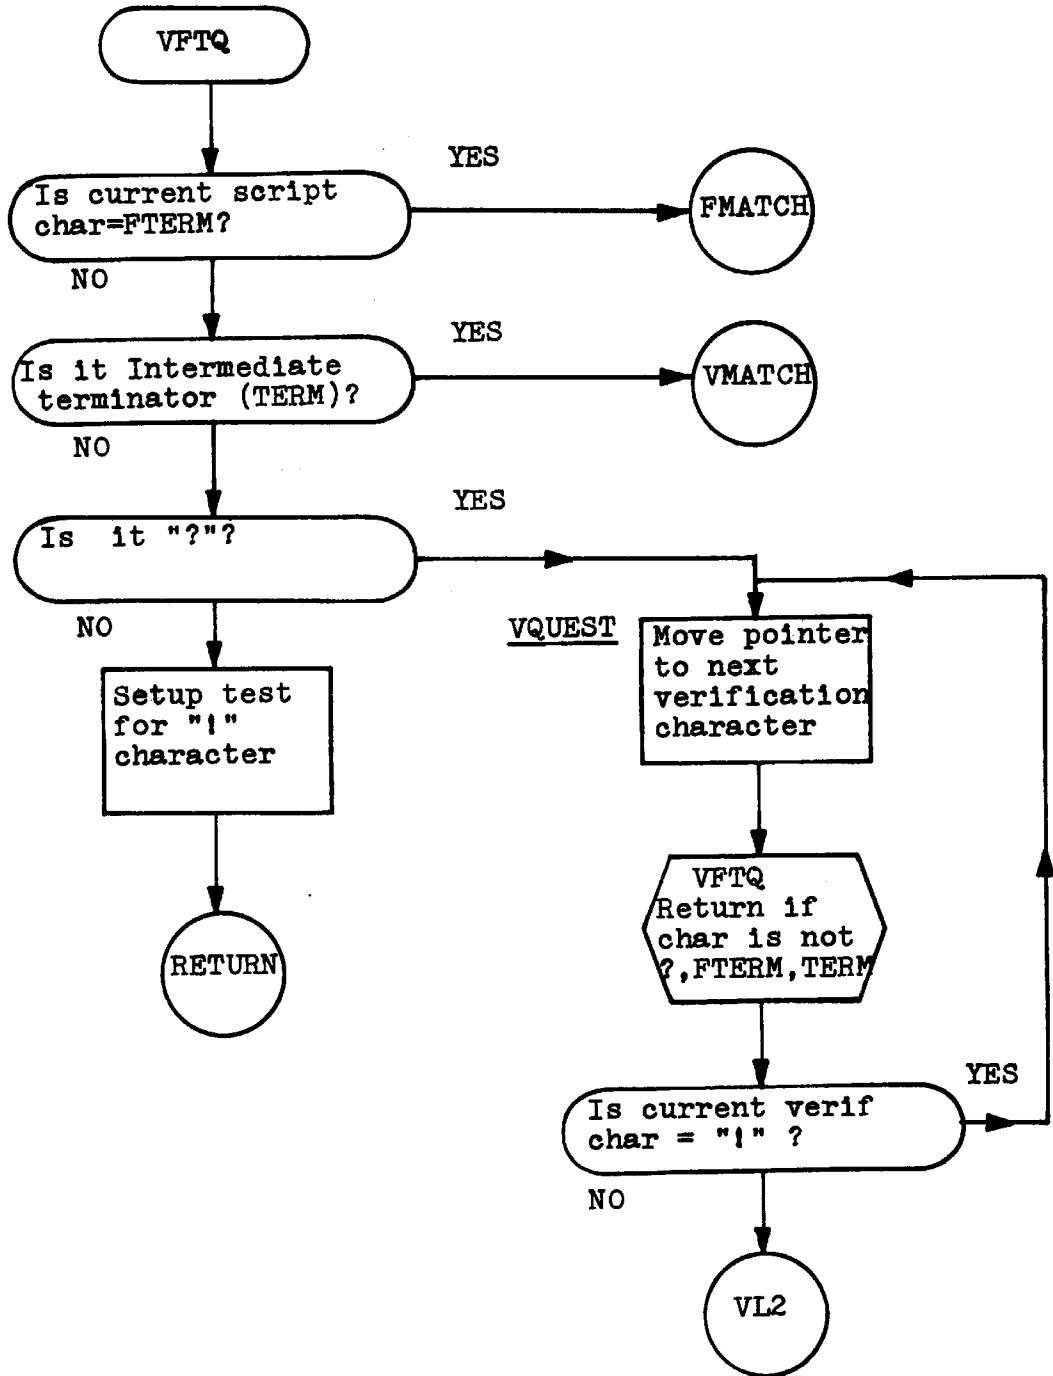 VFTQ
YES
Is current script
char=FTERM?
FMATCH
NO
YES
Is it Intermediate
terminator (TERM)?
VMATCH
NO
YES
Is it "?"?
NO
VQUEST
Move pointer
to next
verification
character
Setup test
for "!"
character
VFTQ
Return if
char is not
?,FTERM,TERM
RETURN
YES
Is current verif
char = "!" ?
NO
VL2